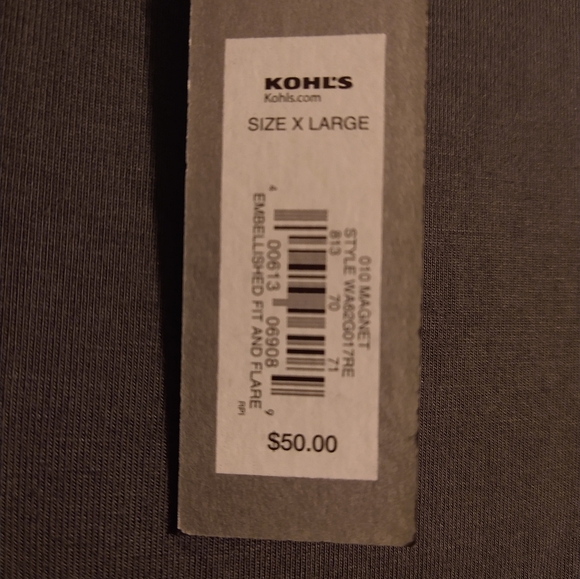 KOHL'S
Kohls.com
SIZE X LARGE
010 MAGNET
STYLE WA62G017RE
813 70 71
4 00613 06908 9
EMBELLISHED FIT AND FLARE
$50.00